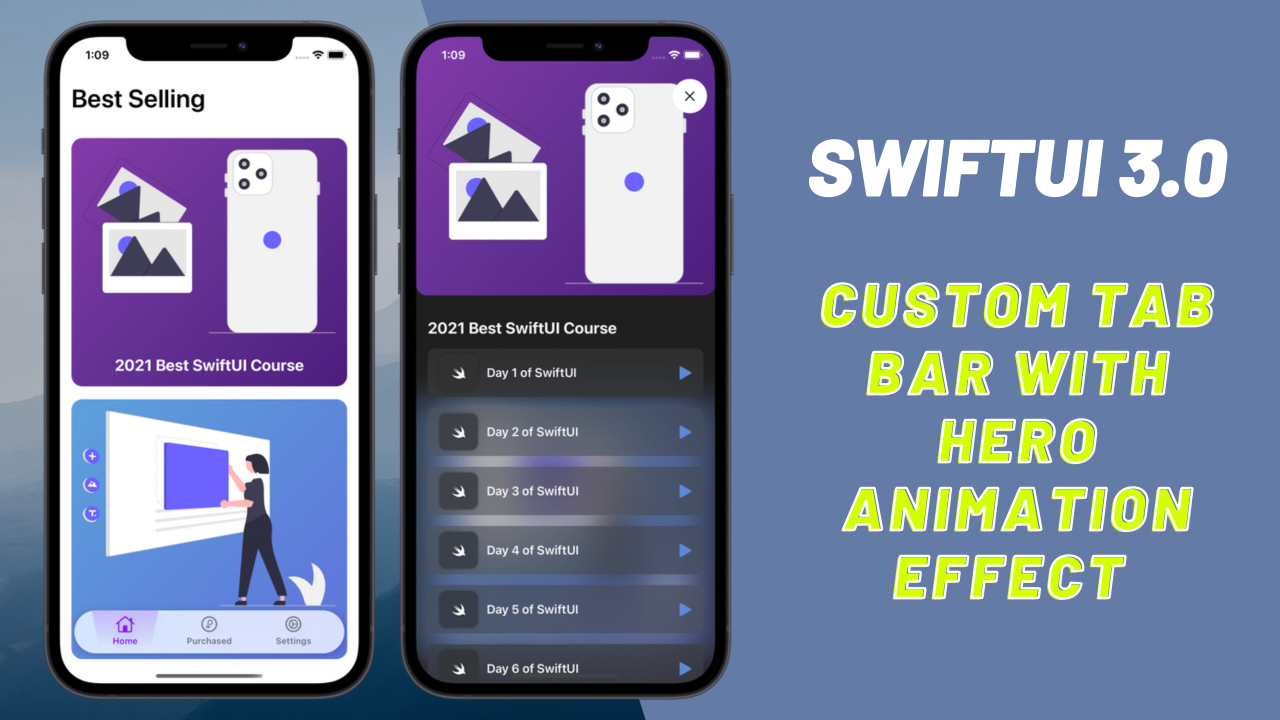 1:09
Best Selling
2021 Best SwiftUI Course
T.
Home
Purchased
Settings
1:09
2021 Best SwiftUI Course
Day 1 of SwiftUI
Day 2 of SwiftUI
Day 3 of SwiftUI
Day 4 of SwiftUI
Day 5 of SwiftUI
Day 6 of SwiftUI
SWIFTUI 3.0
CUSTOM TAB
BAR WITH
HERO
ANIMATION
EFFECT